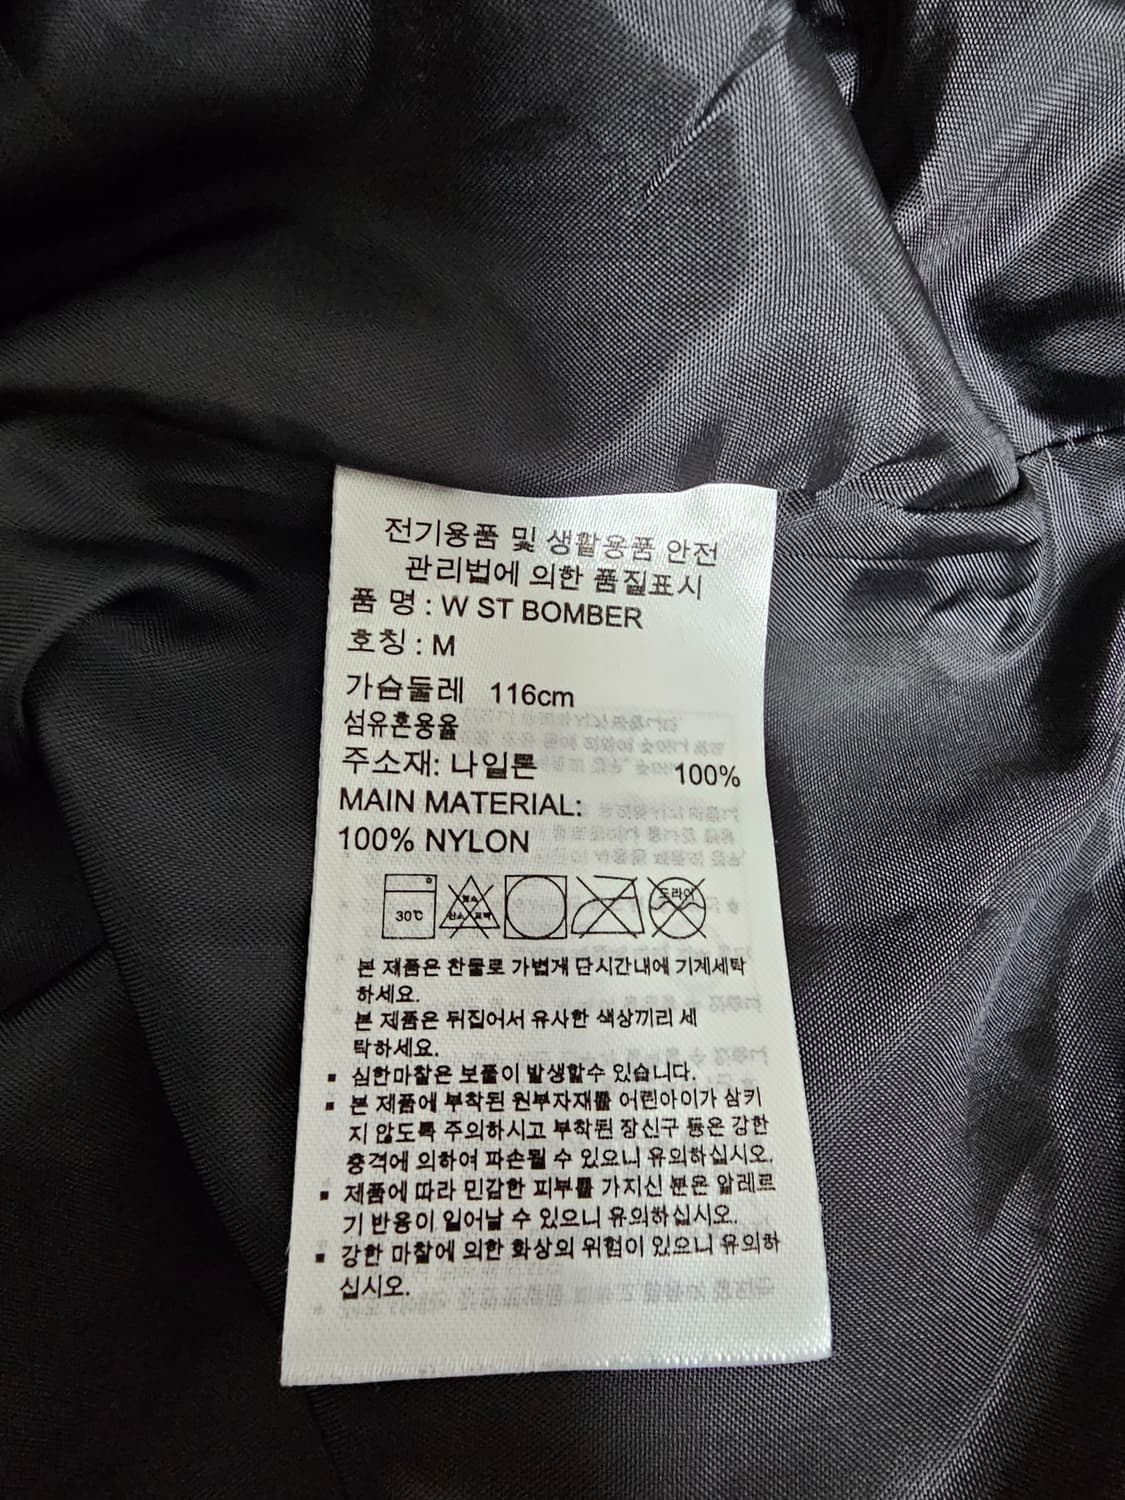 전기용품 및 생활용품 안전
관리법에 의한 품질표시
품 명 : W ST BOMBER
호칭 : M
가슴둘레 116cm
섬유혼용율
주소재: 나일론 100%
MAIN MATERIAL:
100% NYLON
30℃ 염소 산소 표백 드라이
본 제품은 찬물로 가볍게 단시간내에 기계세탁
하세요.
본 제품은 뒤집어서 유사한 색상끼리 세
탁하세요.
▪ 심한마찰은 보풀이 발생할수 있습니다.
▪ 본 제품에 부착된 원부자재를 어린아이가 삼키
지 않도록 주의하시고 부착된 장신구 등은 강한
충격에 의하여 파손될 수 있으니 유의하십시오.
▪ 제품에 따라 민감한 피부를 가지신 분은 알레르
기 반응이 일어날 수 있으니 유의하십시오.
▪ 강한 마찰에 의한 화상의 위험이 있으니 유의하
십시오.